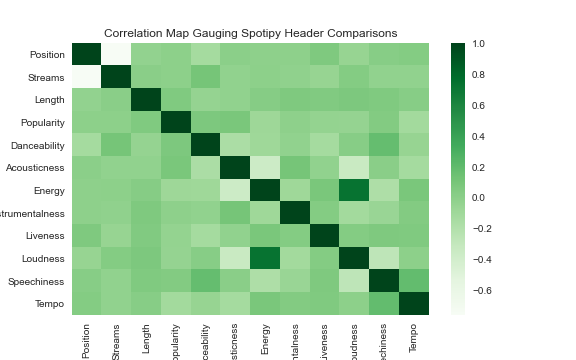 Correlation Map Gauging Spotipy Header Comparisons
Position
Streams
Length
Popularity
Danceability
Acousticness
Energy
strumentalness
Liveness
Loudness
Speechiness
Tempo
1.0
0.8
0.6
0.4
0.2
0.0
−0.2
−0.4
−0.6
Position
Streams
Length
opularity
ceability
sticness
Energy
talness
iveness
oudness
echiness
Tempo